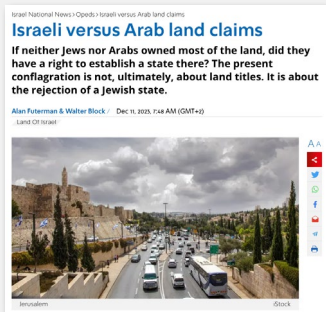 Israel National News > Opeds > Israeli versus Arab land claims
Israeli versus Arab land claims
If neither Jews nor Arabs owned most of the land, did they
have a right to establish a state there? The present
conflagration is not, ultimately, about land titles. It is about
the rejection of a Jewish state.
Alan Futerman & Walter Block / Dec 11, 2023, 7:48 AM (GMT+2)
Land Of Israel
A A
Jerusalem
iStock